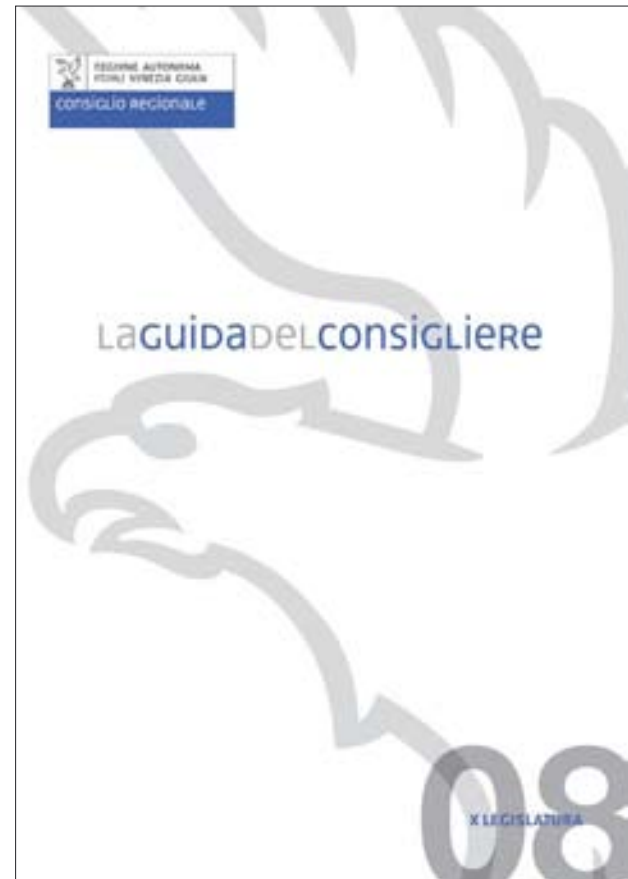 REGIONE AUTONOMA
FRIULI VENEZIA GIULIA
consiglio regionale
LaGuidaDeLconsigliere
08
X LEGISLATURA